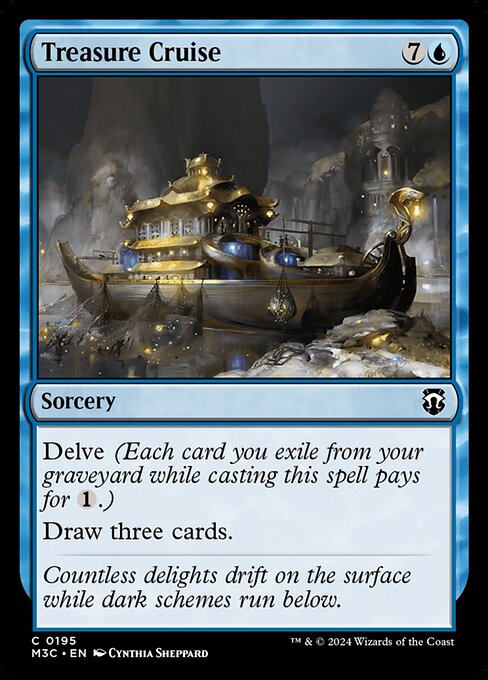 Treasure Cruise 7
Sorcery
Delve (Each card you exile from your
graveyard while casting this spell pays
for 1.)
Draw three cards.
Countless delights drift on the surface
while dark schemes run below.
C 0195
M3C • EN Cynthia Sheppard
™ & © 2024 Wizards of the Coast